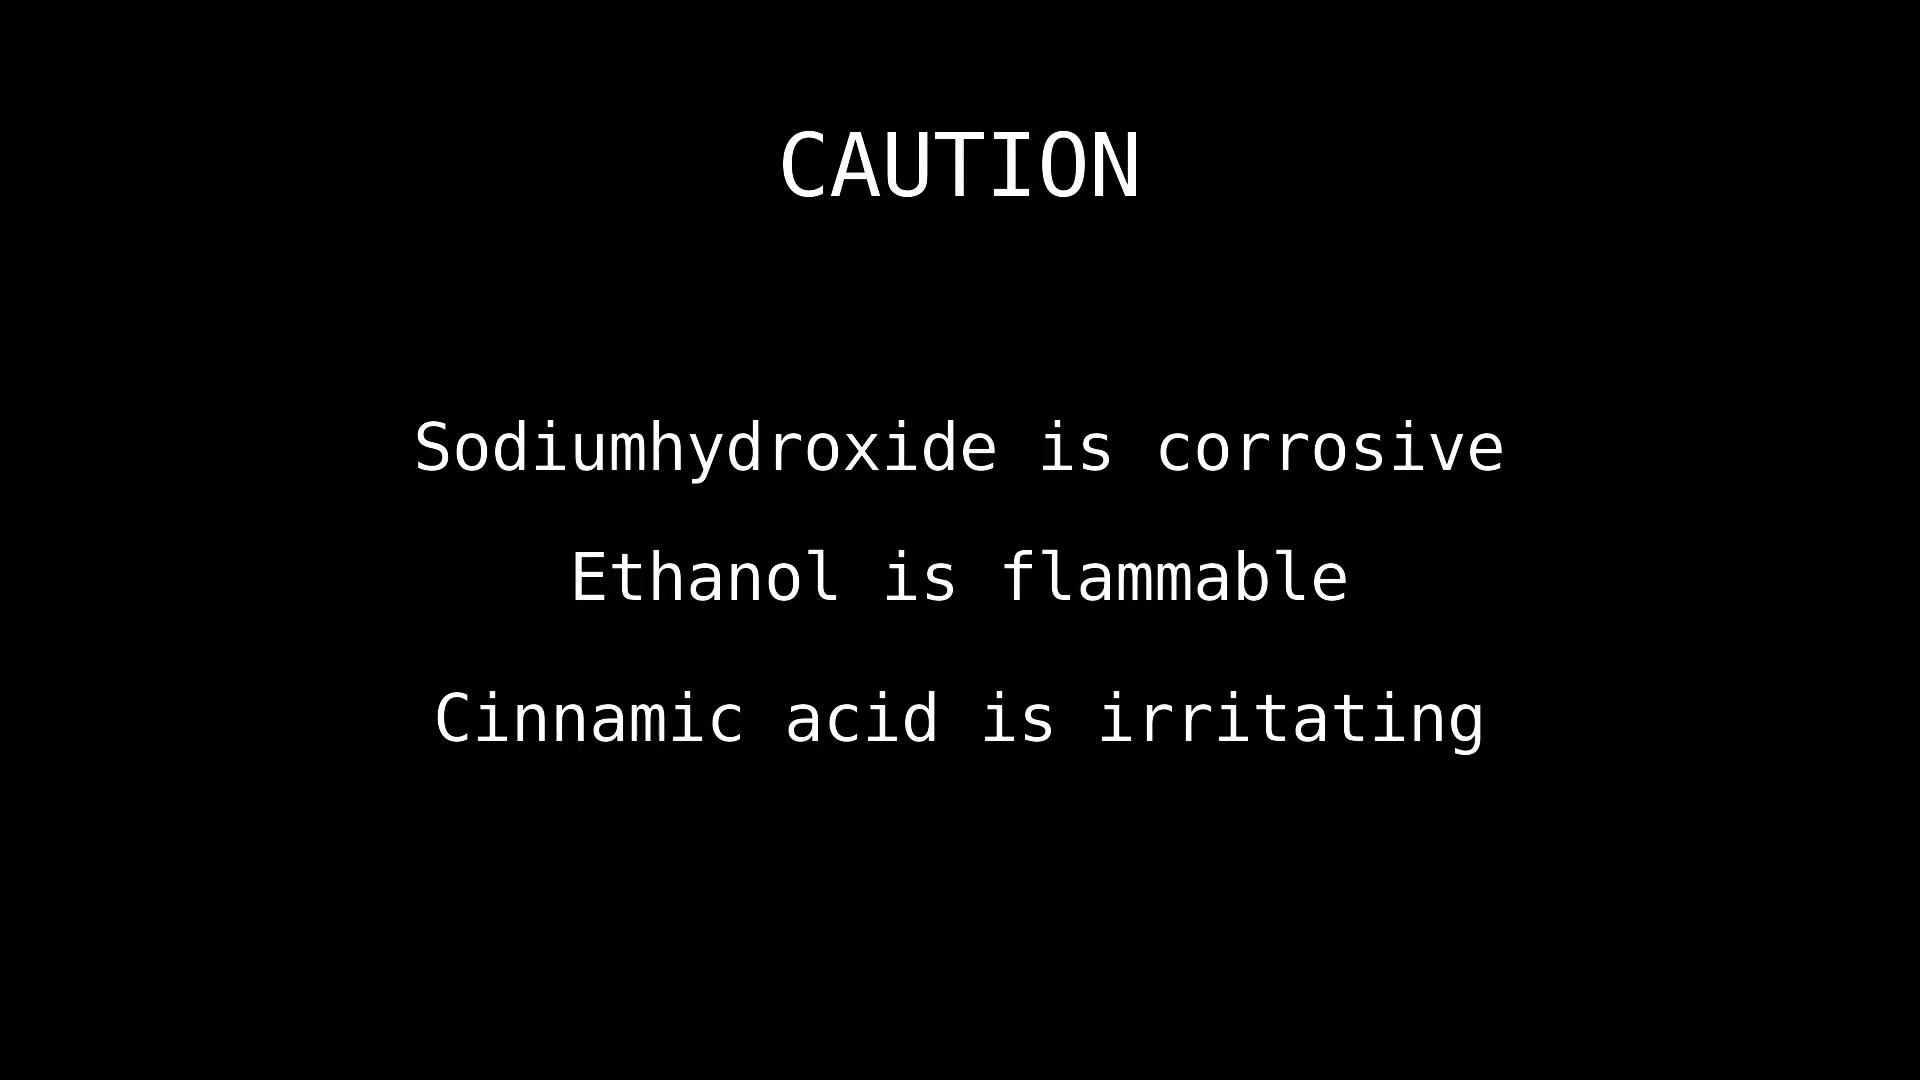 CAUTION
Sodiumhydroxide is corrosive
Ethanol is flammable
Cinnamic acid is irritating